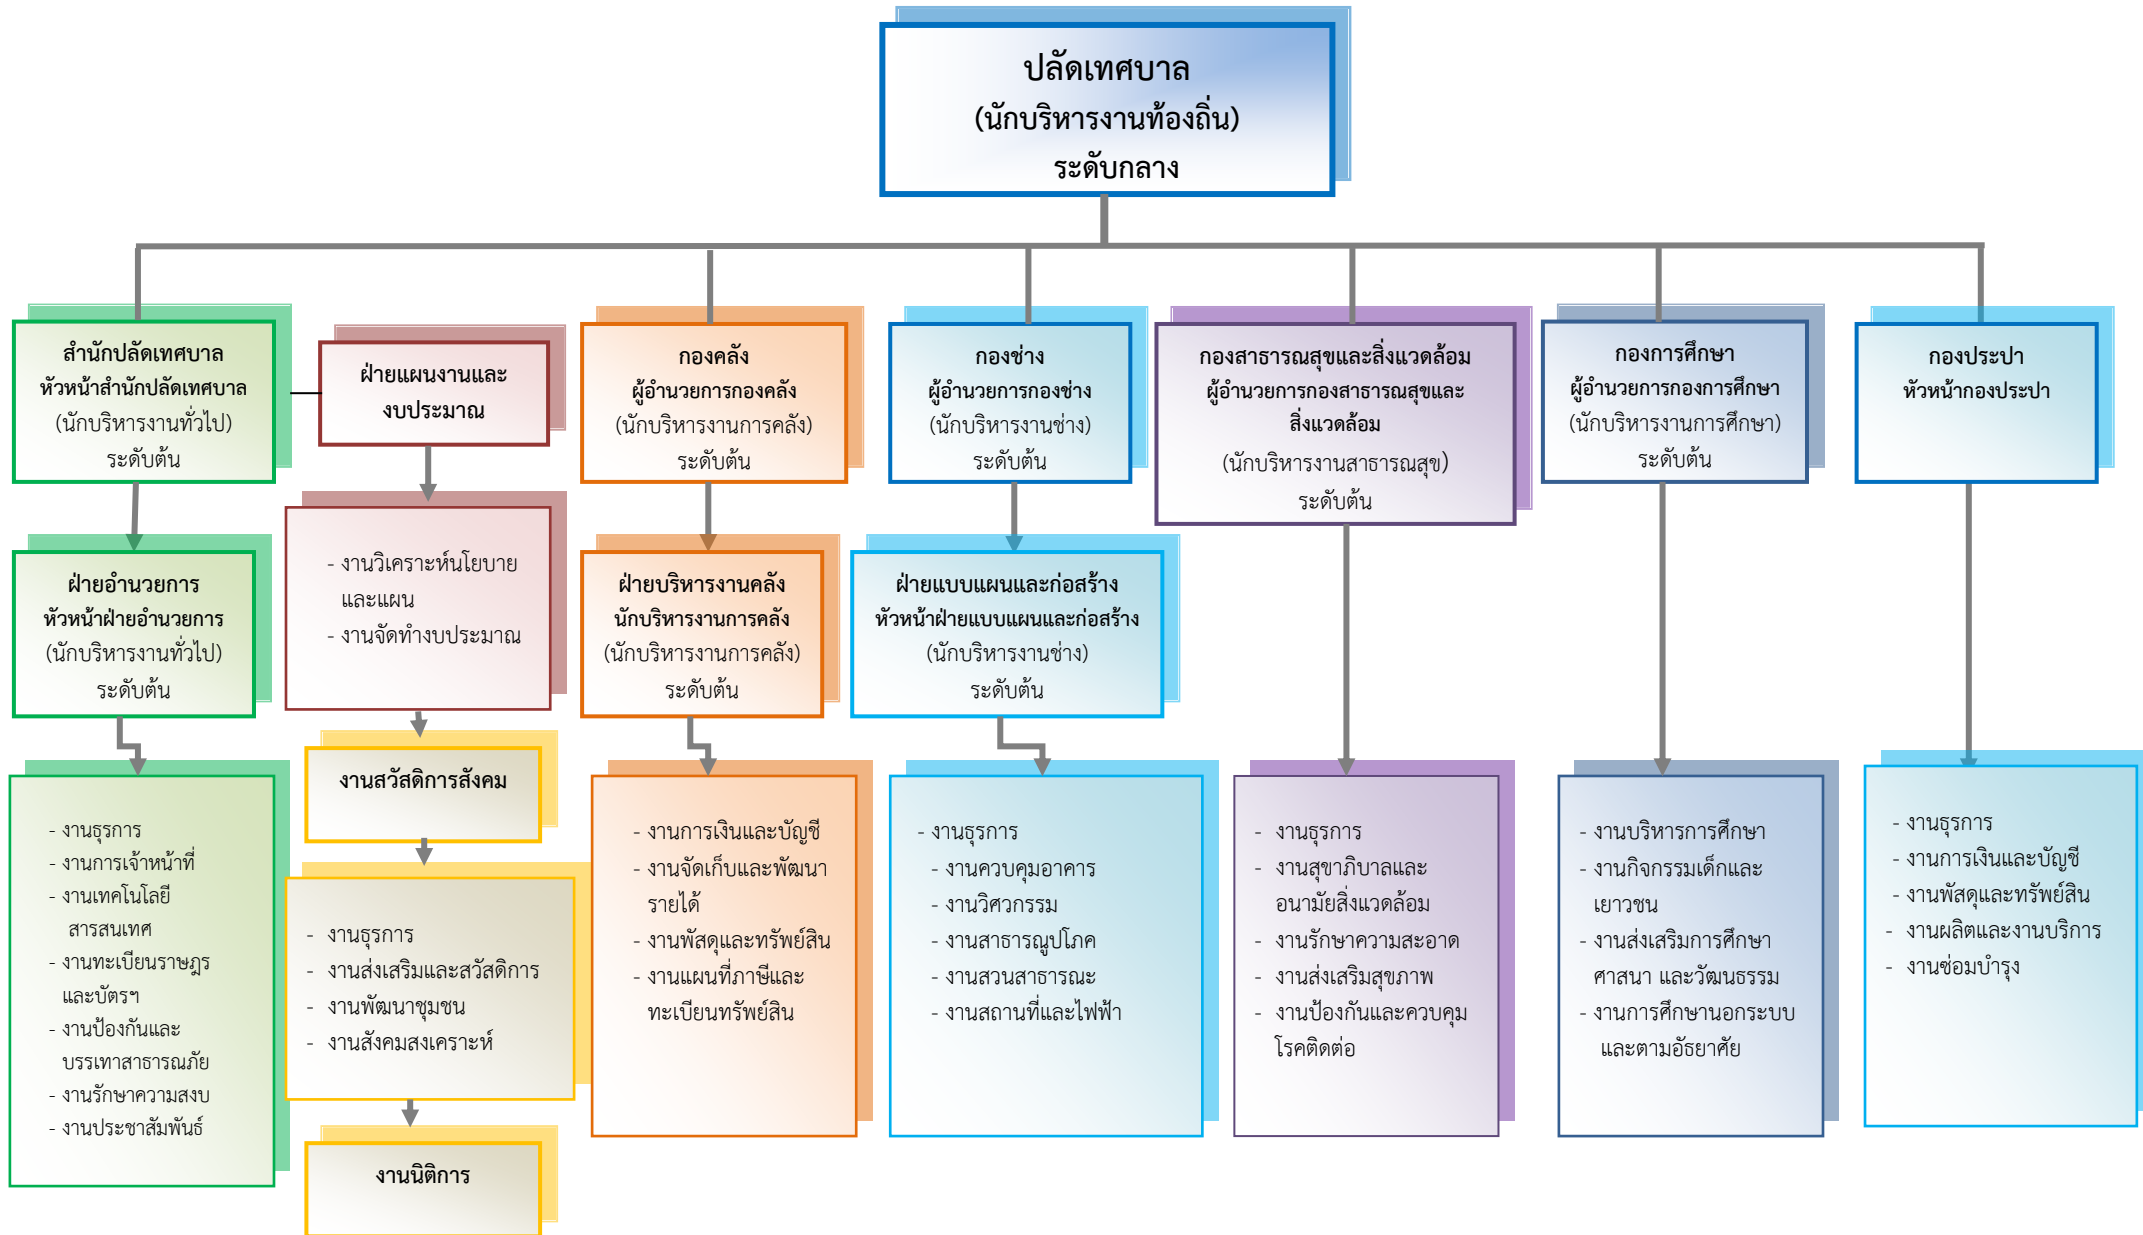 ปลัดเทศบาล
(นักบริหารงานท้องถิ่น)
ระดับกลาง
สำนักปลัดเทศบาล
หัวหน้าสำนักปลัดเทศบาล
(นักบริหารงานทั่วไป)
ระดับต้น
ฝ่ายแผนงานและ
งบประมาณ
กองคลัง
ผู้อำนวยการกองคลัง
(นักบริหารงานการคลัง)
ระดับต้น
กองช่าง
ผู้อำนวยการกองช่าง
(นักบริหารงานช่าง)
ระดับต้น
กองสาธารณสุขและสิ่งแวดล้อม
ผู้อำนวยการกองสาธารณสุขและ
สิ่งแวดล้อม
(นักบริหารงานสาธารณสุข)
ระดับต้น
กองการศึกษา
ผู้อำนวยการกองการศึกษา
(นักบริหารงานการศึกษา)
ระดับต้น
กองประปา
หัวหน้ากองประปา
ฝ่ายอำนวยการ
หัวหน้าฝ่ายอำนวยการ
(นักบริหารงานทั่วไป)
ระดับต้น
- งานวิเคราะห์นโยบาย
และแผน
- งานจัดทำงบประมาณ
ฝ่ายบริหารงานคลัง
นักบริหารงานการคลัง
(นักบริหารงานการคลัง)
ระดับต้น
ฝ่ายแบบแผนและก่อสร้าง
หัวหน้าฝ่ายแบบแผนและก่อสร้าง
(นักบริหารงานช่าง)
ระดับต้น
- งานธุรการ
- งานการเจ้าหน้าที่
- งานเทคโนโลยี
สารสนเทศ
- งานทะเบียนราษฎร
และบัตรฯ
- งานป้องกันและ
บรรเทาสาธารณภัย
- งานรักษาความสงบ
- งานประชาสัมพันธ์
งานสวัสดิการสังคม
- งานธุรการ
- งานส่งเสริมและสวัสดิการ
- งานพัฒนาชุมชน
- งานสังคมสงเคราะห์
งานนิติการ
- งานการเงินและบัญชี
- งานจัดเก็บและพัฒนา
รายได้
- งานพัสดุและทรัพย์สิน
- งานแผนที่ภาษีและ
ทะเบียนทรัพย์สิน
- งานธุรการ
- งานควบคุมอาคาร
- งานวิศวกรรม
- งานสาธารณูปโภค
- งานสวนสาธารณะ
- งานสถานที่และไฟฟ้า
- งานธุรการ
- งานสุขาภิบาลและ
อนามัยสิ่งแวดล้อม
- งานรักษาความสะอาด
- งานส่งเสริมสุขภาพ
- งานป้องกันและควบคุม
โรคติดต่อ
- งานบริหารการศึกษา
- งานกิจกรรมเด็กและ
เยาวชน
- งานส่งเสริมการศึกษา
ศาสนา และวัฒนธรรม
- งานการศึกษานอกระบบ
และตามอัธยาศัย
- งานธุรการ
- งานการเงินและบัญชี
- งานพัสดุและทรัพย์สิน
- งานผลิตและงานบริการ
- งานซ่อมบำรุง